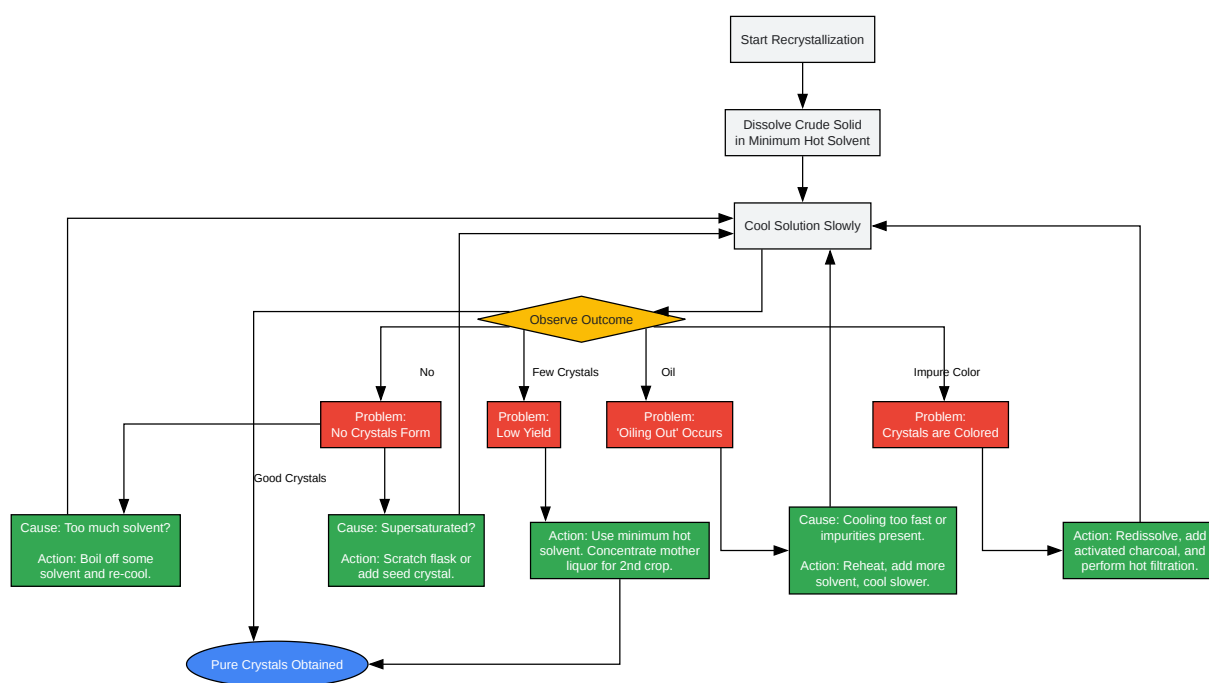 Start Recrystallization
Dissolve Crude Solid
in Minimum Hot Solvent
Cool Solution Slowly
Observe Outcome
No
Few Crystals
Oil
Impure Color
Problem:
No Crystals Form
Problem:
Low Yield
Problem:
'Oiling Out' Occurs
Problem:
Crystals are Colored
Good Crystals
Cause: Too much solvent?
Action: Boil off some
solvent and re-cool.
Cause: Supersaturated?
Action: Scratch flask or
add seed crystal.
Action: Use minimum hot
solvent. Concentrate mother
liquor for 2nd crop.
Cause: Cooling too fast or
impurities present.
Action: Reheat, add more
solvent, cool slower.
Action: Redissolve, add
activated charcoal, and
perform hot filtration.
Pure Crystals Obtained